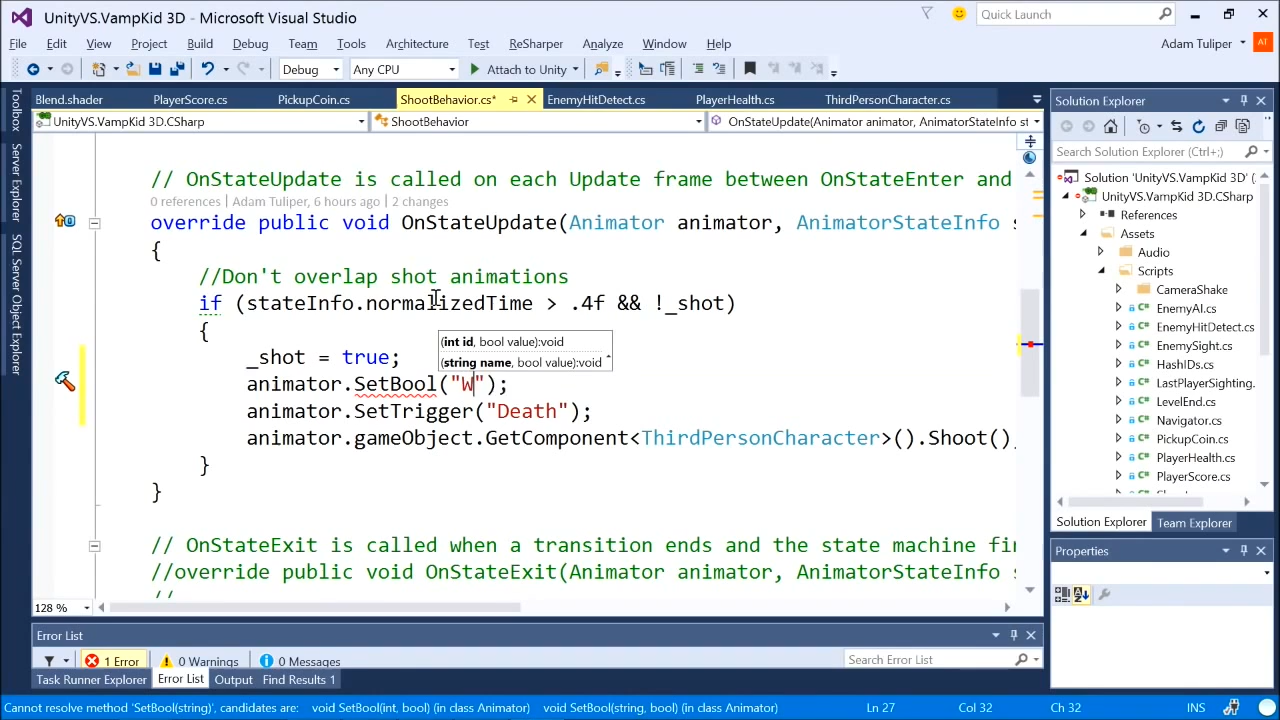 UnityVS.VampKid 3D - Microsoft Visual Studio
Quick Launch
File Edit View Project Build Debug Team Tools Architecture Test ReSharper Analyze Window Help
Adam Tuliper AT
Debug Any CPU Attach to Unity
Blend.shader PlayerScore.cs PickupCoin.cs ShootBehavior.cs* EnemyHitDetect.cs PlayerHealth.cs ThirdPersonCharacter.cs
UnityVS.VampKid 3D.CSharp ShootBehavior OnStateUpdate(Animator animator, AnimatorStateInfo st
Toolbox
Server Explorer
SQL Server Object Explorer
// OnStateUpdate is called on each Update frame between OnStateEnter and
0 references | Adam Tuliper, 6 hours ago | 2 changes
override public void OnStateUpdate(Animator animator, AnimatorStateInfo s
{
//Don't overlap shot animations
if (stateInfo.normalizedTime > .4f && !_shot)
{
(int id, bool value):void
_shot = true;
(string name, bool value):void
animator.SetBool("W");
animator.SetTrigger("Death");
animator.gameObject.GetComponent<ThirdPersonCharacter>().Shoot()
}
}
// OnStateExit is called when a transition ends and the state machine fi
//override public void OnStateExit(Animator animator, AnimatorStateInfo s
//
128 %
Solution Explorer
Search Solution Explorer (Ctrl+;)
Solution 'UnityVS.VampKid 3D' (
UnityVS.VampKid 3D.CSharp
References
Assets
Audio
Scripts
CameraShake
EnemyAI.cs
EnemyHitDetect.cs
EnemySight.cs
HashIDs.cs
LastPlayerSighting.
LevelEnd.cs
Navigator.cs
PickupCoin.cs
PlayerHealth.cs
PlayerScore.cs
Solution Explorer Team Explorer
Properties
Error List
1 Error 0 Warnings 0 Messages Search Error List
Task Runner Explorer Error List Output Find Results 1
Cannot resolve method 'SetBool(string)', candidates are: void SetBool(int, bool) (in class Animator) void SetBool(string, bool) (in class Animator) Ln 27 Col 32 Ch 32 INS